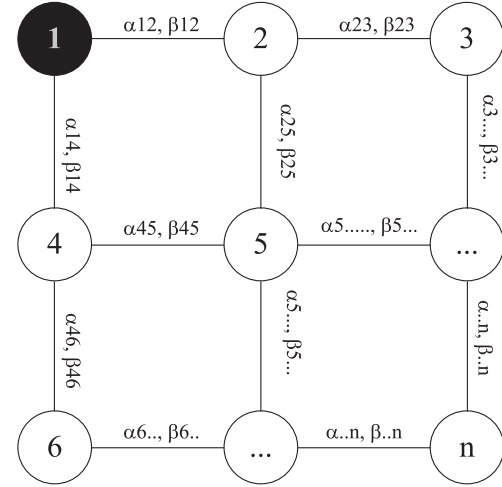 1
α12, β12
2
α23, β23
3
α14, β14
α25, β25
α3..., β3...
4
α45, β45
5
α5....., β5...
...
α46, β46
α5..., β5...
α..n, β..n
6
α6.., β6..
...
α..n, β..n
n